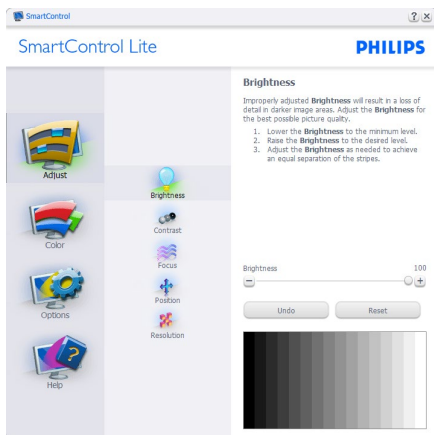 SmartControl
SmartControl Lite
PHILIPS
Adjust
Color
Options
Help
Brightness
Contrast
Focus
Position
Resolution
Brightness
Improperly adjusted Brightness will result in a loss of
detail in darker image areas. Adjust the Brightness for
the best possible picture quality.
1. Lower the Brightness to the minimum level.
2. Raise the Brightness to the desired level.
3. Adjust the Brightness as needed to achieve
an equal separation of the stripes.
Brightness 100
Undo Reset